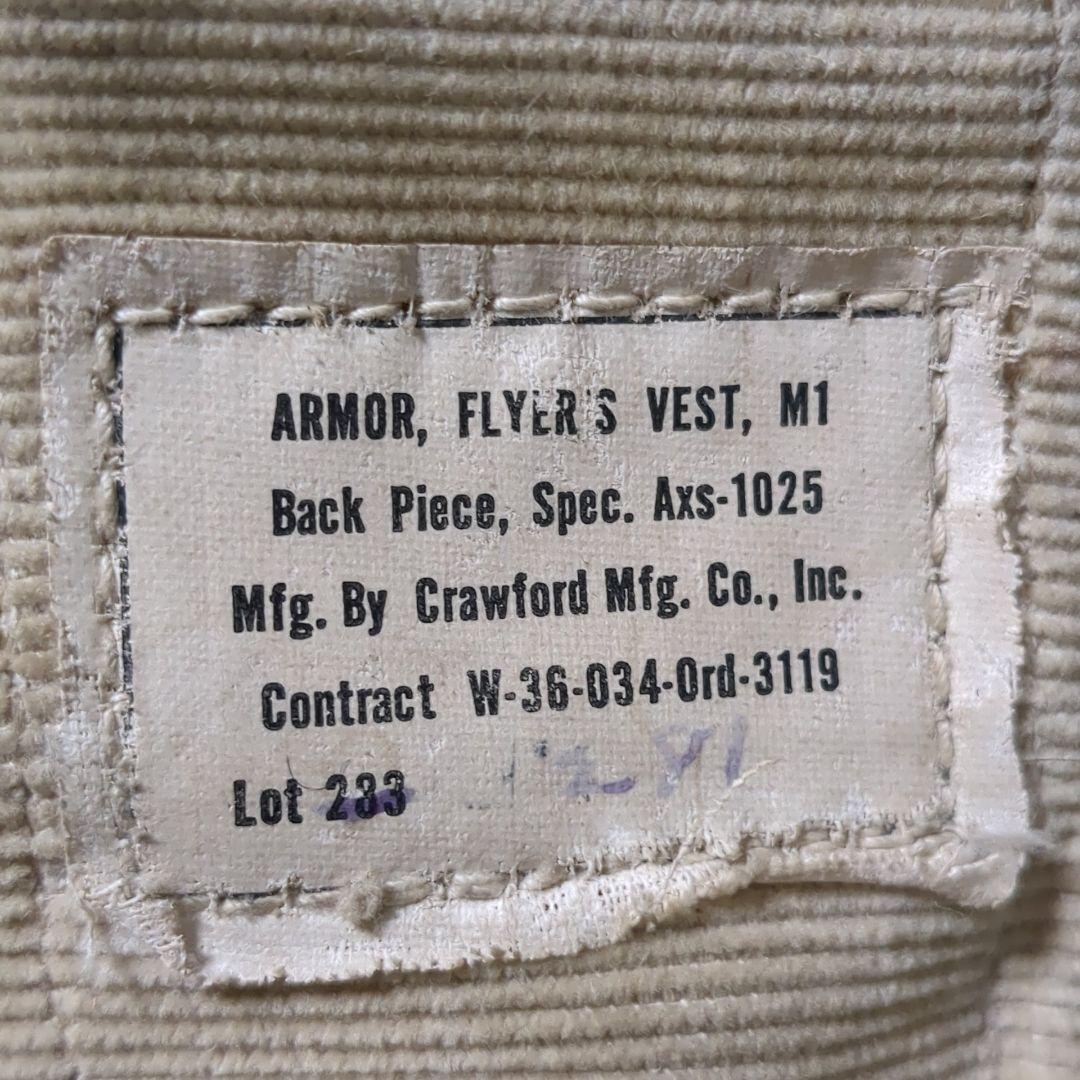 ARMOR, FLYER'S VEST, M1
Back Piece, Spec. Axs-1025
Mfg. By Crawford Mfg. Co., Inc.
Contract W-36-034-Ord-3119
Lot 283